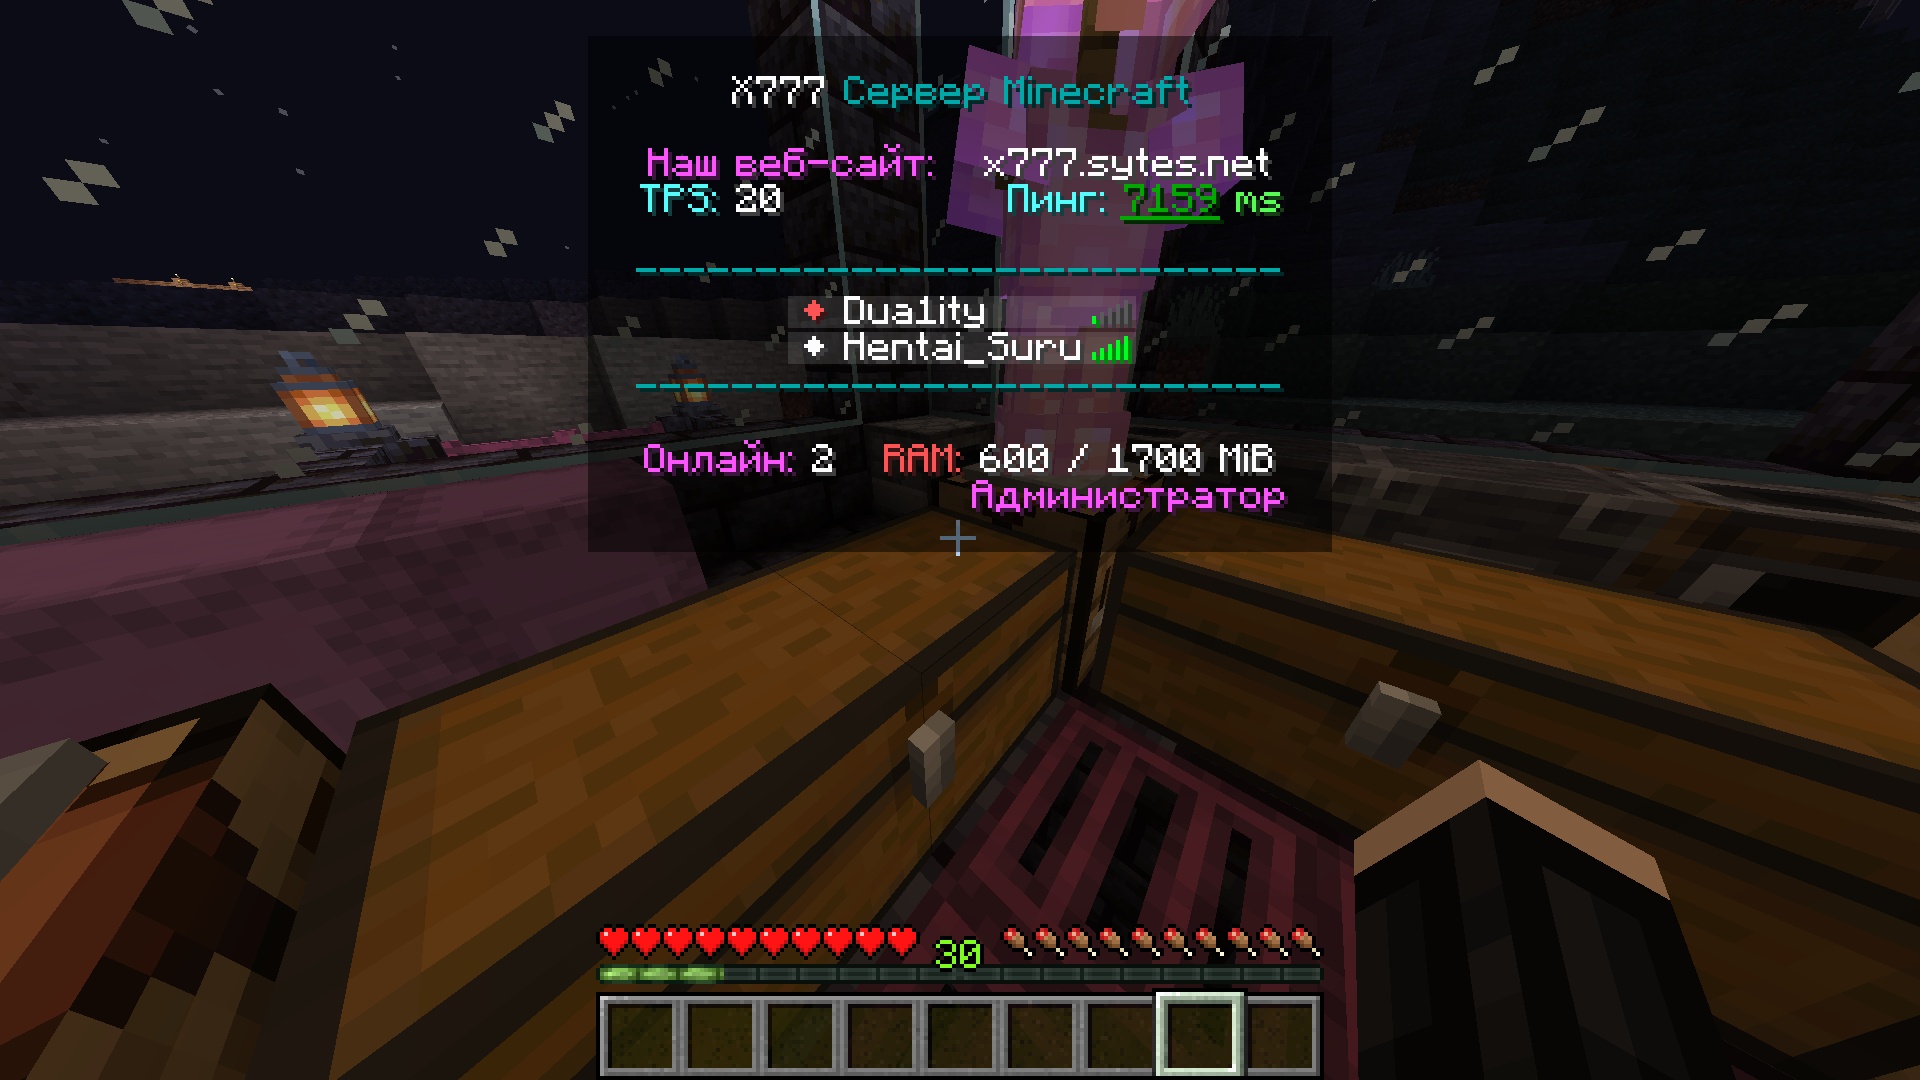 X777 Сервер Minecraft
Наш веб-сайт: x777.sytes.net
TPS: 20 Пинг: 7159 ms
Dua1ity
Hentai_Suru
Онлайн: 2 RAM: 600 / 1700 MiB
Администратор
30